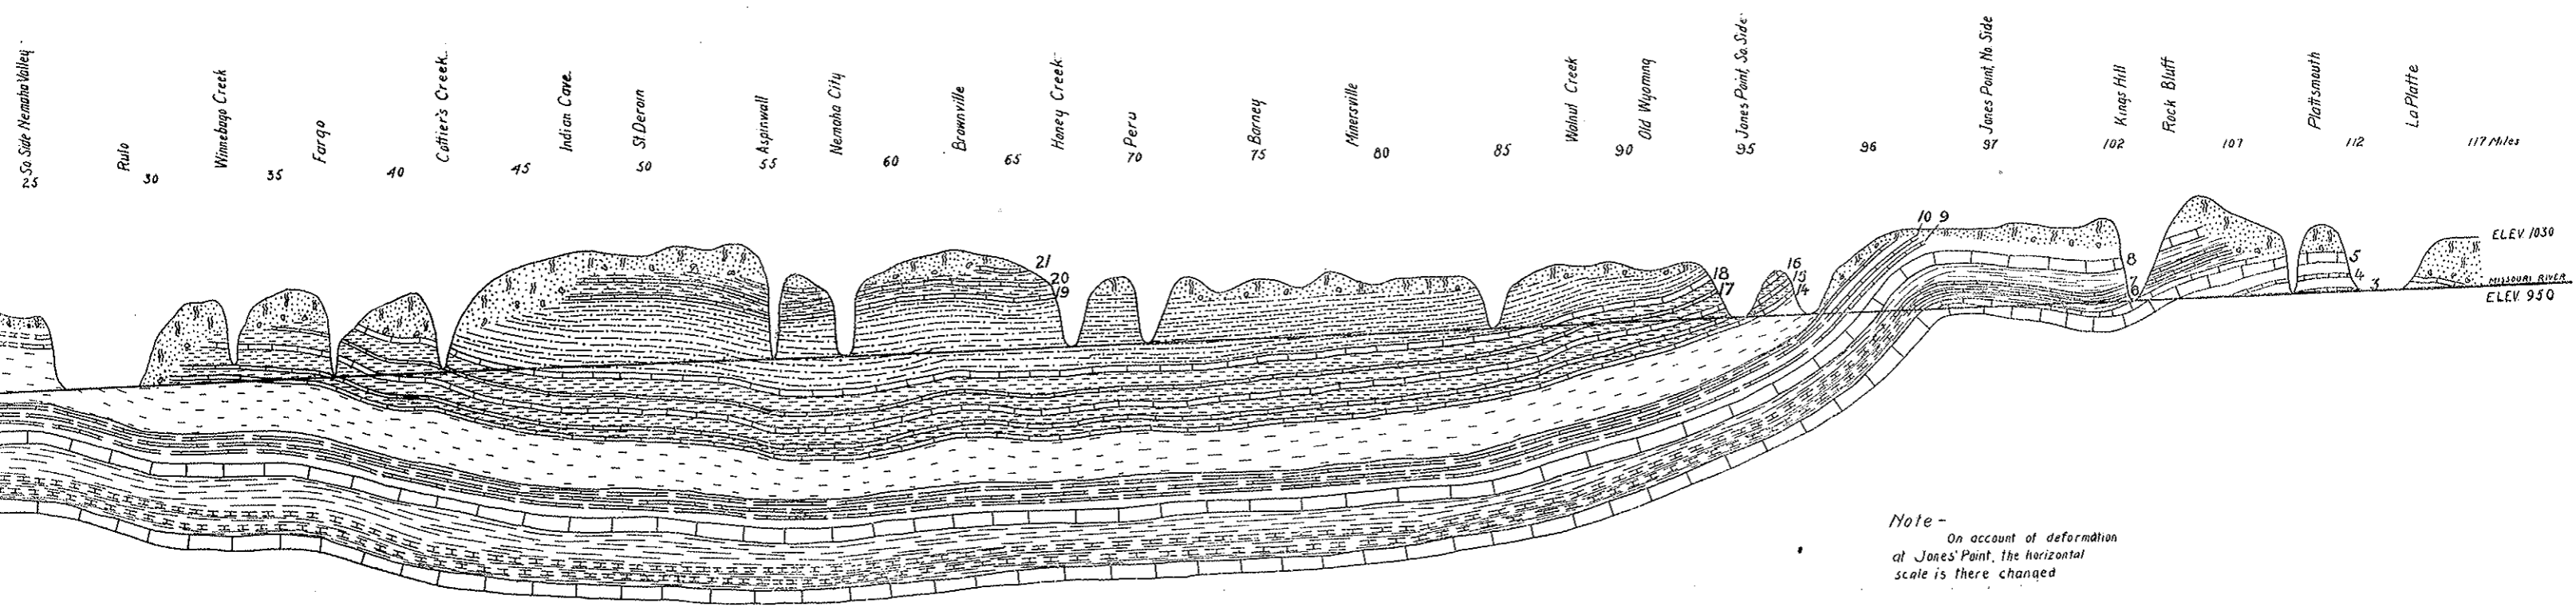 So. Side Nemaha Valley
Rulo
Winnebago Creek
Fargo
Cottier's Creek
Indian Cave
St Deroin
Aspinwall
Nemaha City
Brownville
Honey Creek
Peru
Barney
Minersville
Walnut Creek
Old Wyoming
Jones Point, So. Side
Jones Point, No. Side
Kings Hill
Rock Bluff
Plattsmouth
La Platte
25 30 35 40 45 50 55 60 65 70 75 80 85 90 95 96 97 102 107 112 117 Miles
21
20
19
18
17
16
15
14
10 9
8
7
6
5
4
3
ELEV 1030
MISSOURI RIVER
ELEV 950
Note -
On account of deformation
at Jones' Point, the horizontal
scale is there changed